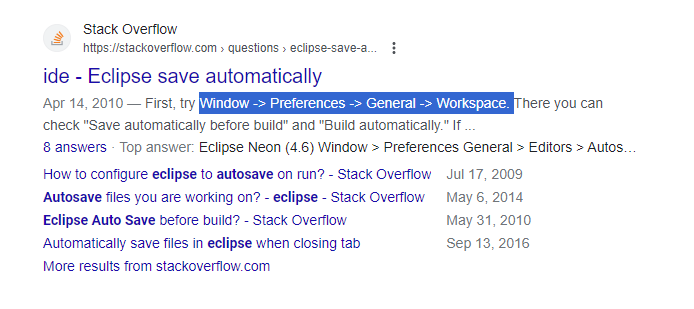 Stack Overflow
https://stackoverflow.com › questions › eclipse-save-a...
ide - Eclipse save automatically
Apr 14, 2010 — First, try Window -> Preferences -> General -> Workspace. There you can
check "Save automatically before build" and "Build automatically." If ...
8 answers · Top answer: Eclipse Neon (4.6) Window > Preferences General > Editors > Autos…
How to configure eclipse to autosave on run? - Stack Overflow Jul 17, 2009
Autosave files you are working on? - eclipse - Stack Overflow May 6, 2014
Eclipse Auto Save before build? - Stack Overflow May 31, 2010
Automatically save files in eclipse when closing tab Sep 13, 2016
More results from stackoverflow.com